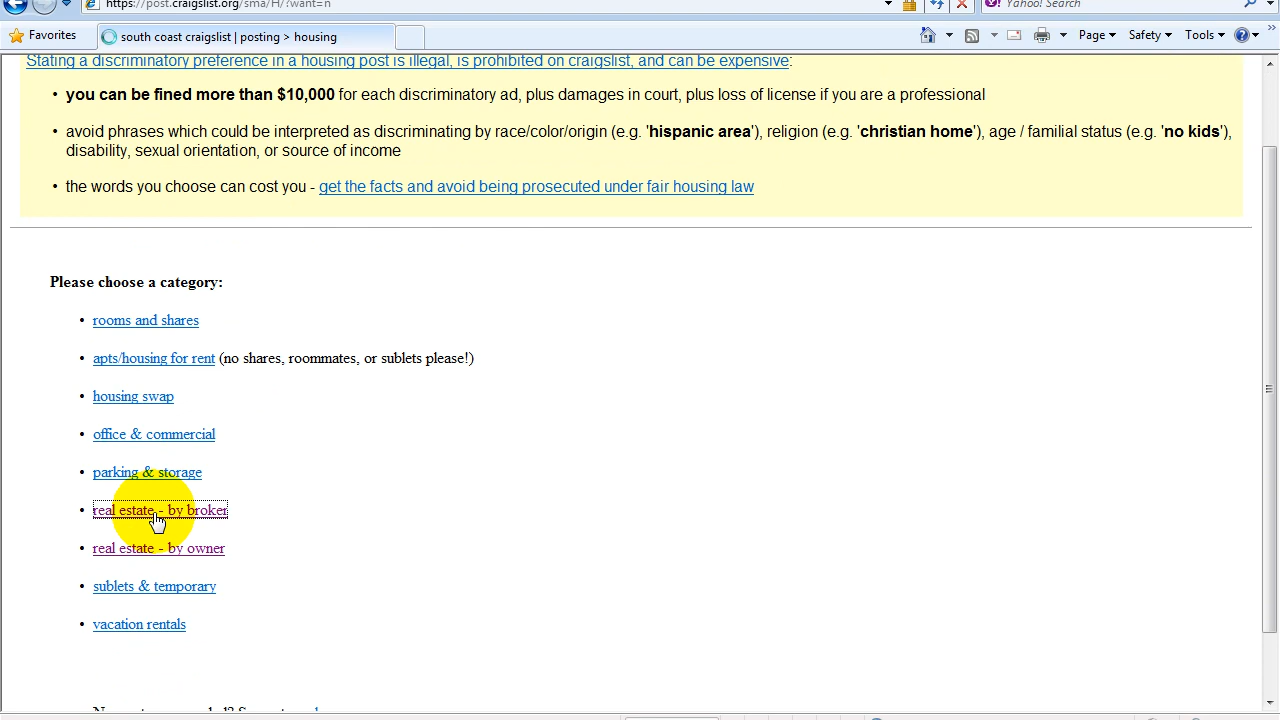 https://post.craigslist.org/sma/H/?want=n
Yahoo! Search
Favorites
south coast craigslist | posting > housing
Page
Safety
Tools
Stating a discriminatory preference in a housing post is illegal, is prohibited on craigslist, and can be expensive:
• you can be fined more than $10,000 for each discriminatory ad, plus damages in court, plus loss of license if you are a professional
• avoid phrases which could be interpreted as discriminating by race/color/origin (e.g. 'hispanic area'), religion (e.g. 'christian home'), age / familial status (e.g. 'no kids'),
disability, sexual orientation, or source of income
• the words you choose can cost you - get the facts and avoid being prosecuted under fair housing law
Please choose a category:
• rooms and shares
• apts/housing for rent (no shares, roommates, or sublets please!)
• housing swap
• office & commercial
• parking & storage
• real estate - by broker
• real estate - by owner
• sublets & temporary
• vacation rentals